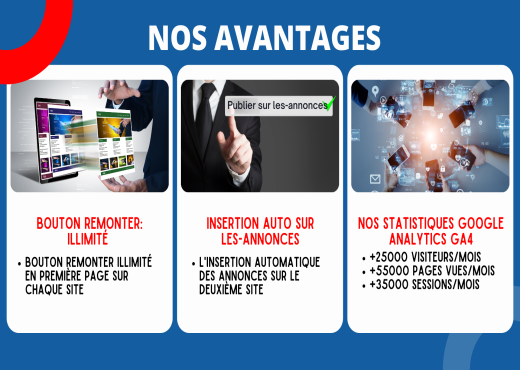 NOS AVANTAGES
Publier sur les-annonces
BOUTON REMONTER:
ILLIMITÉ
• BOUTON REMONTER ILLIMITÉ
EN PREMIÈRE PAGE SUR
CHAQUE SITE
INSERTION AUTO SUR
LES-ANNONCES
• L'INSERTION AUTOMATIQUE
DES ANNONCES SUR LE
DEUXIÈME SITE
NOS STATISTIQUES GOOGLE
ANALYTICS GA4
• +25000 VISITEURS/MOIS
• +55000 PAGES VUES/MOIS
• +35000 SESSIONS/MOIS